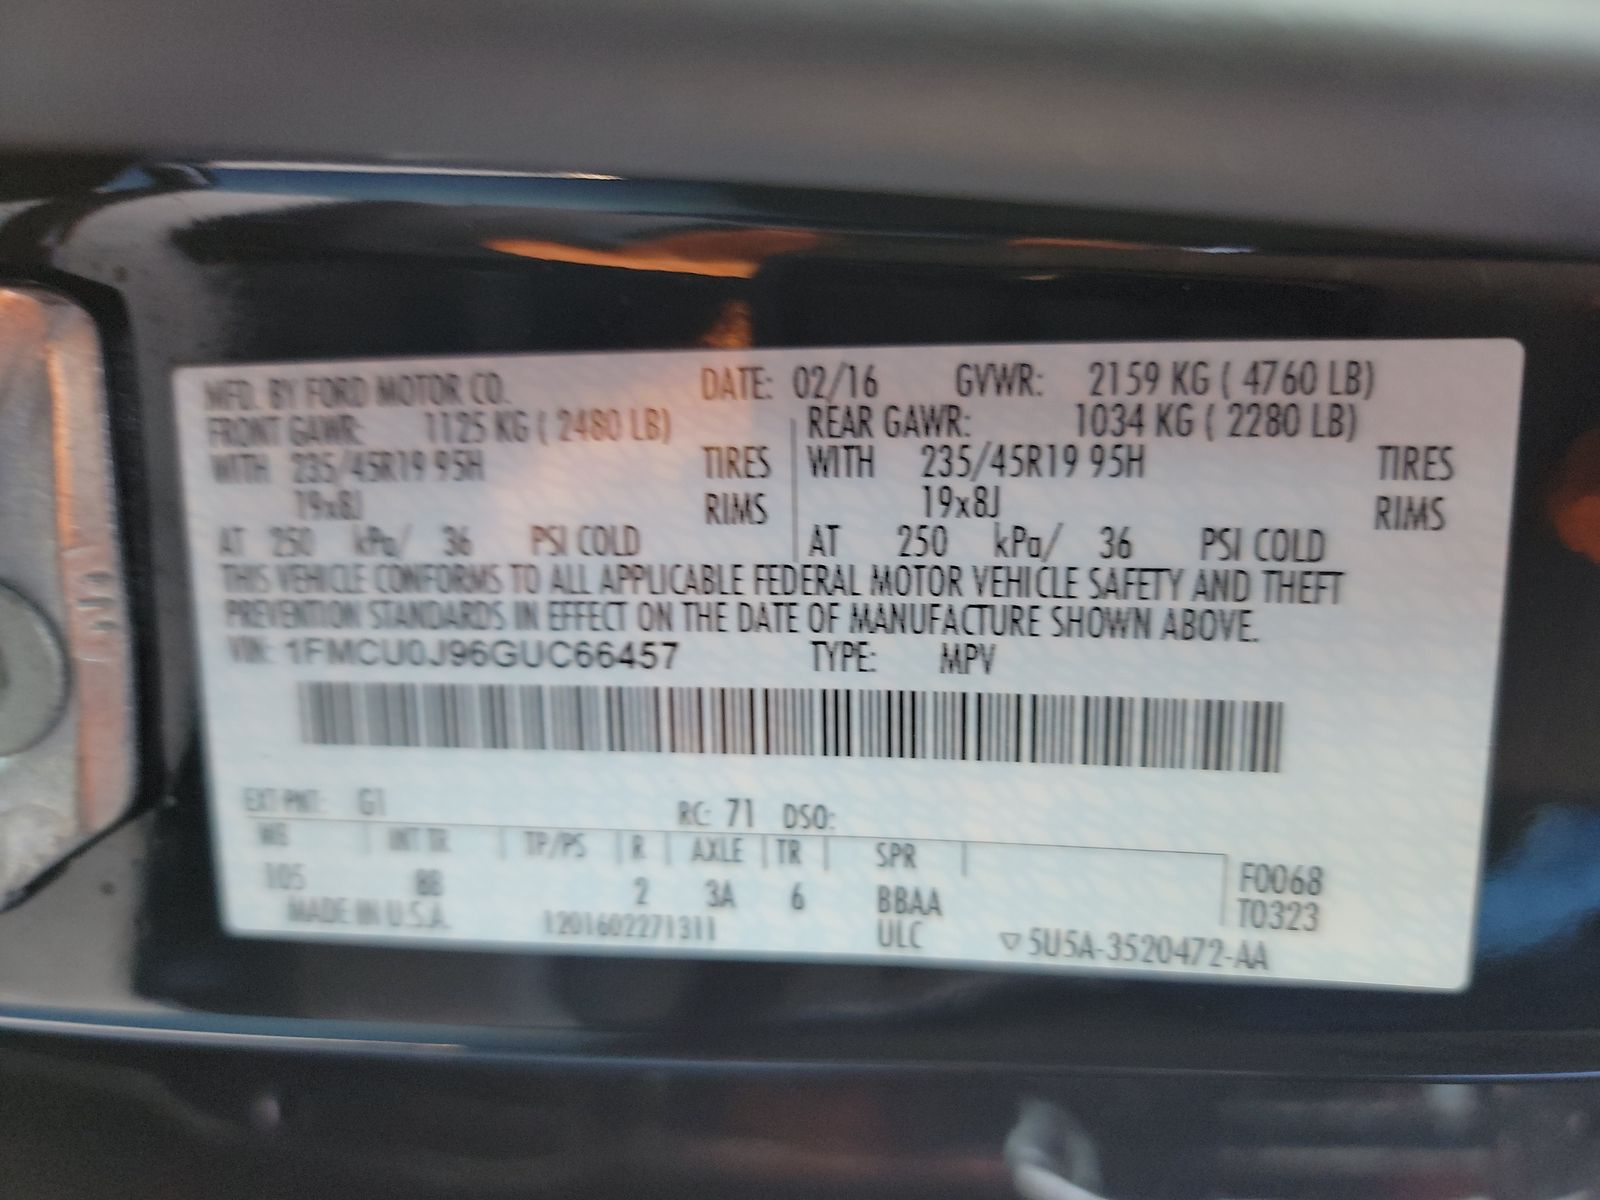 MFD. BY FORD MOTOR CO. DATE: 02/16 GVWR: 2159 KG ( 4760 LB)
FRONT GAWR: 1125 KG ( 2480 LB) REAR GAWR: 1034 KG ( 2280 LB)
WITH 235/45R19 95H TIRES WITH 235/45R19 95H TIRES
19x8J RIMS 19x8J RIMS
AT 250 kPa/ 36 PSI COLD AT 250 kPa/ 36 PSI COLD
THIS VEHICLE CONFORMS TO ALL APPLICABLE FEDERAL MOTOR VEHICLE SAFETY AND THEFT
PREVENTION STANDARDS IN EFFECT ON THE DATE OF MANUFACTURE SHOWN ABOVE.
VIN: 1FMCU0J96GUC66457 TYPE: MPV
EXT PNT: G1 RC: 71 DSO:
WB INT TR TP/PS R AXLE TR SPR F0068
105 8B 2 3A 6 BBAA T0323
MADE IN U.S.A. 1201602271311 ULC ▽5U5A-3520472-AA